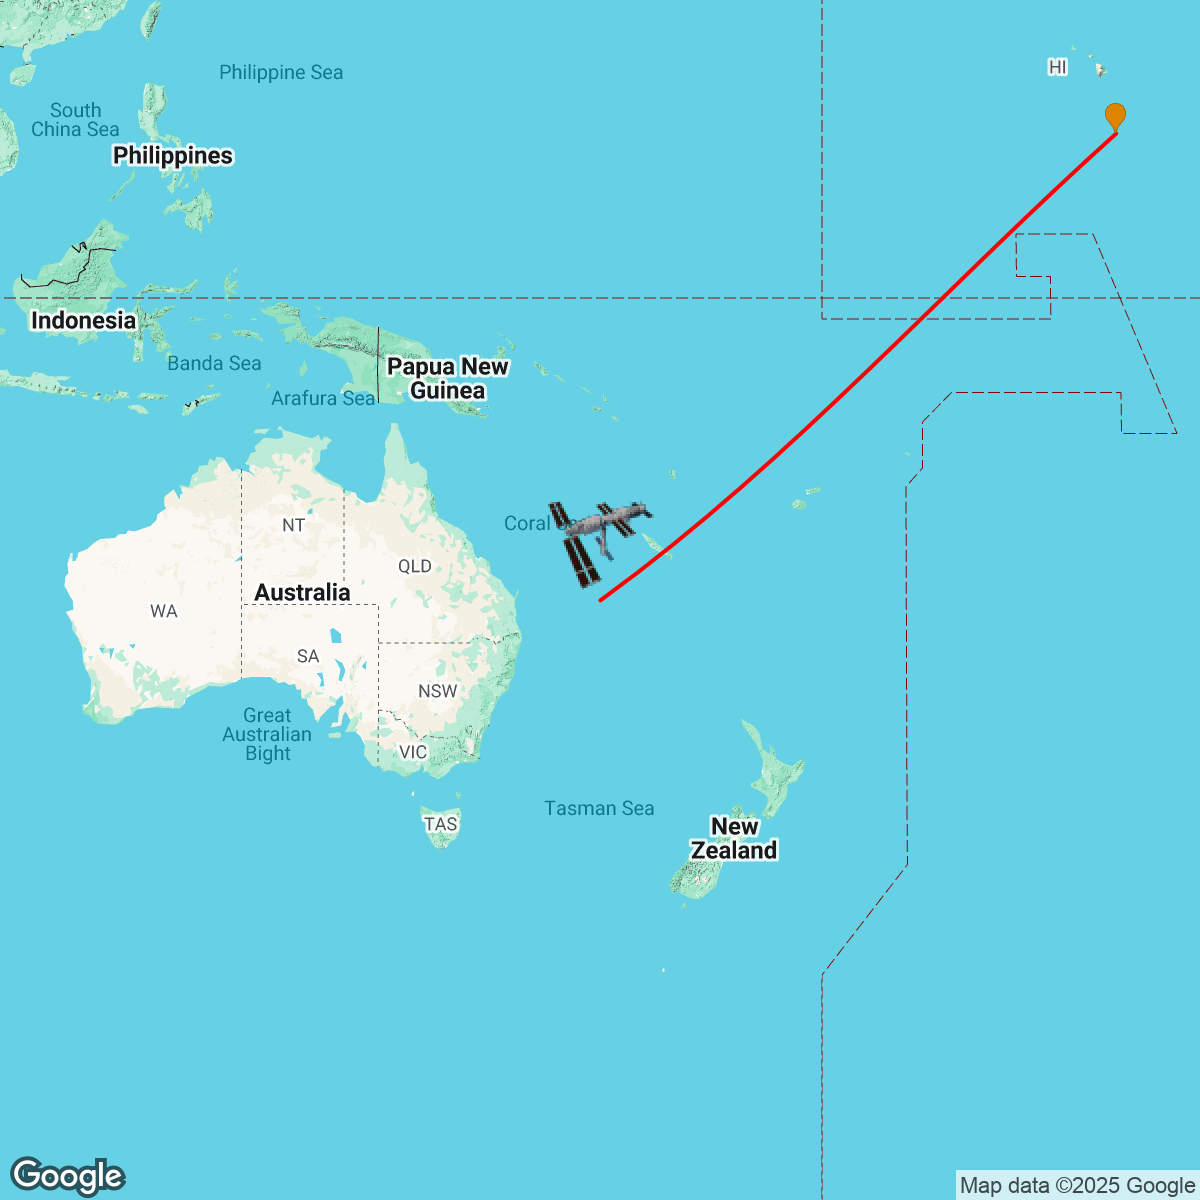 Philippine Sea
HI
South
China Sea
Philippines
Indonesia
Banda Sea
Papua New
Guinea
Arafura Sea
Coral
NT
QLD
Australia
WA
SA
NSW
Great
Australian
Bight
VIC
Tasman Sea
TAS
New
Zealand
Google
Map data ©2025 Google